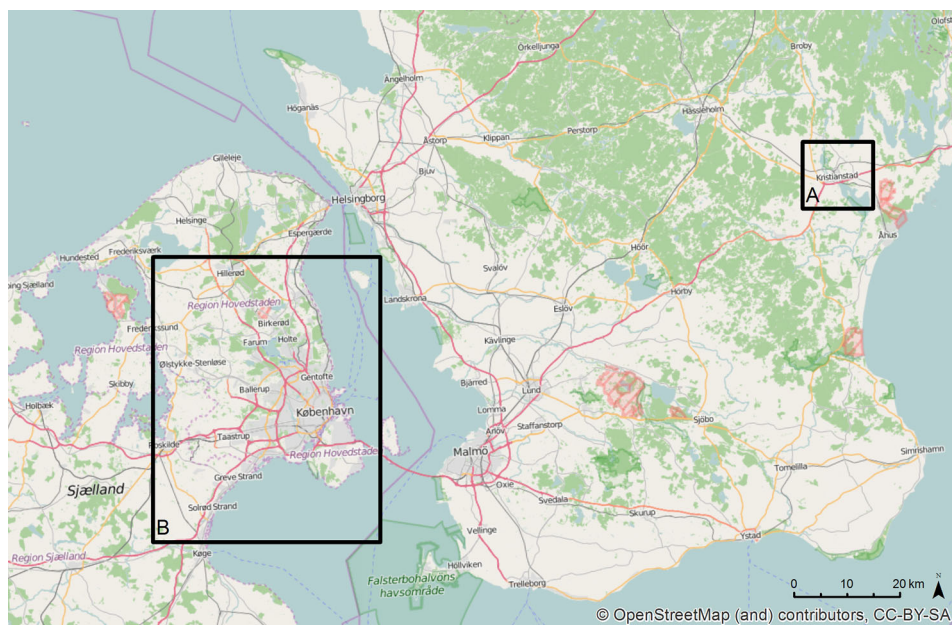 Olofs
Broby
Örkelljunga
Ängelholm
Höganäs
Hässleholm
Perstorp
Klippan
Åstorp
Bjuv
Kristianstad
A
Gilleleje
Helsingborg
Helsinge
Espergærde
Åhus
Frederiksværk
Hundested
Höör
Svalöv
Hillerød
ping Sjælland
Hörby
Landskrona
Region Hovedstaden
Eslöv
Birkerød
Frederikssund
Farum
Holte
Kävlinge
Region Hovedstaden
Ølstykke-Stenløse
Gentofte
Skibby
Ballerup
Bjärred
Lund
Holbæk
København
Lomma
Staffanstorp
Sjöbo
Arlöv
Taastrup
Roskilde
Region Hovedstaden
Malmö
Simrishamn
Greve Strand
Tomelilla
Sjælland
Oxie
Svedala
Solrød Strand
Skurup
B
Vellinge
Ystad
Køge
Region Sjælland
Höllviken
Falsterbohalvöns
havsområde
Trelleborg
0 10 20 km
N
© OpenStreetMap (and) contributors, CC-BY-SA